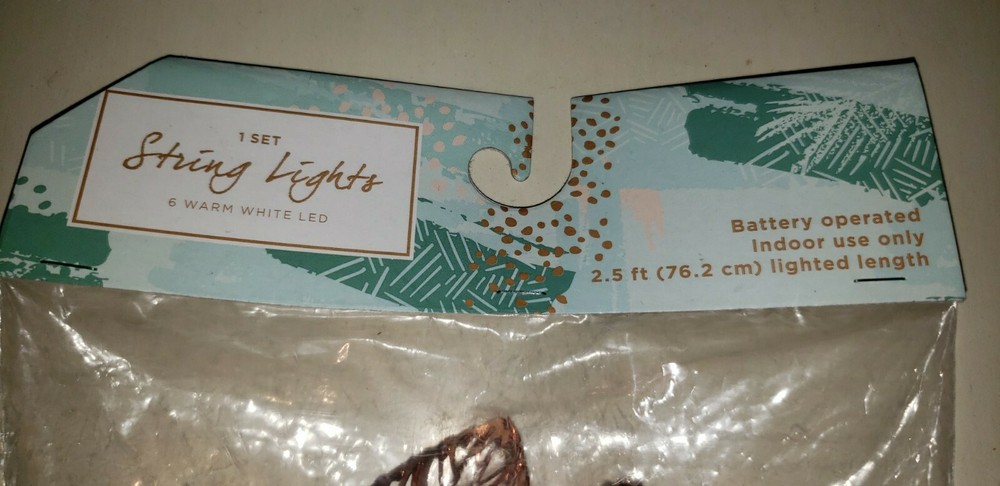 1 SET
String Lights
6 WARM WHITE LED
Battery operated
Indoor use only
2.5 ft (76.2 cm) lighted length